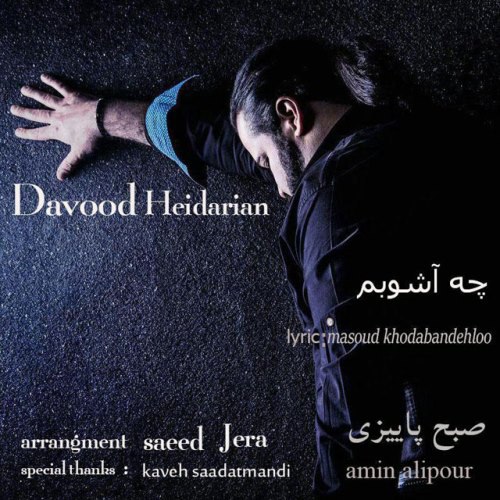 Davood Heidarian
چه آشوبم
lyric:masoud khodabandehloo
صبح پاییزی
arrangment saeed Jera
special thanks : kaveh saadatmandi
amin alipour